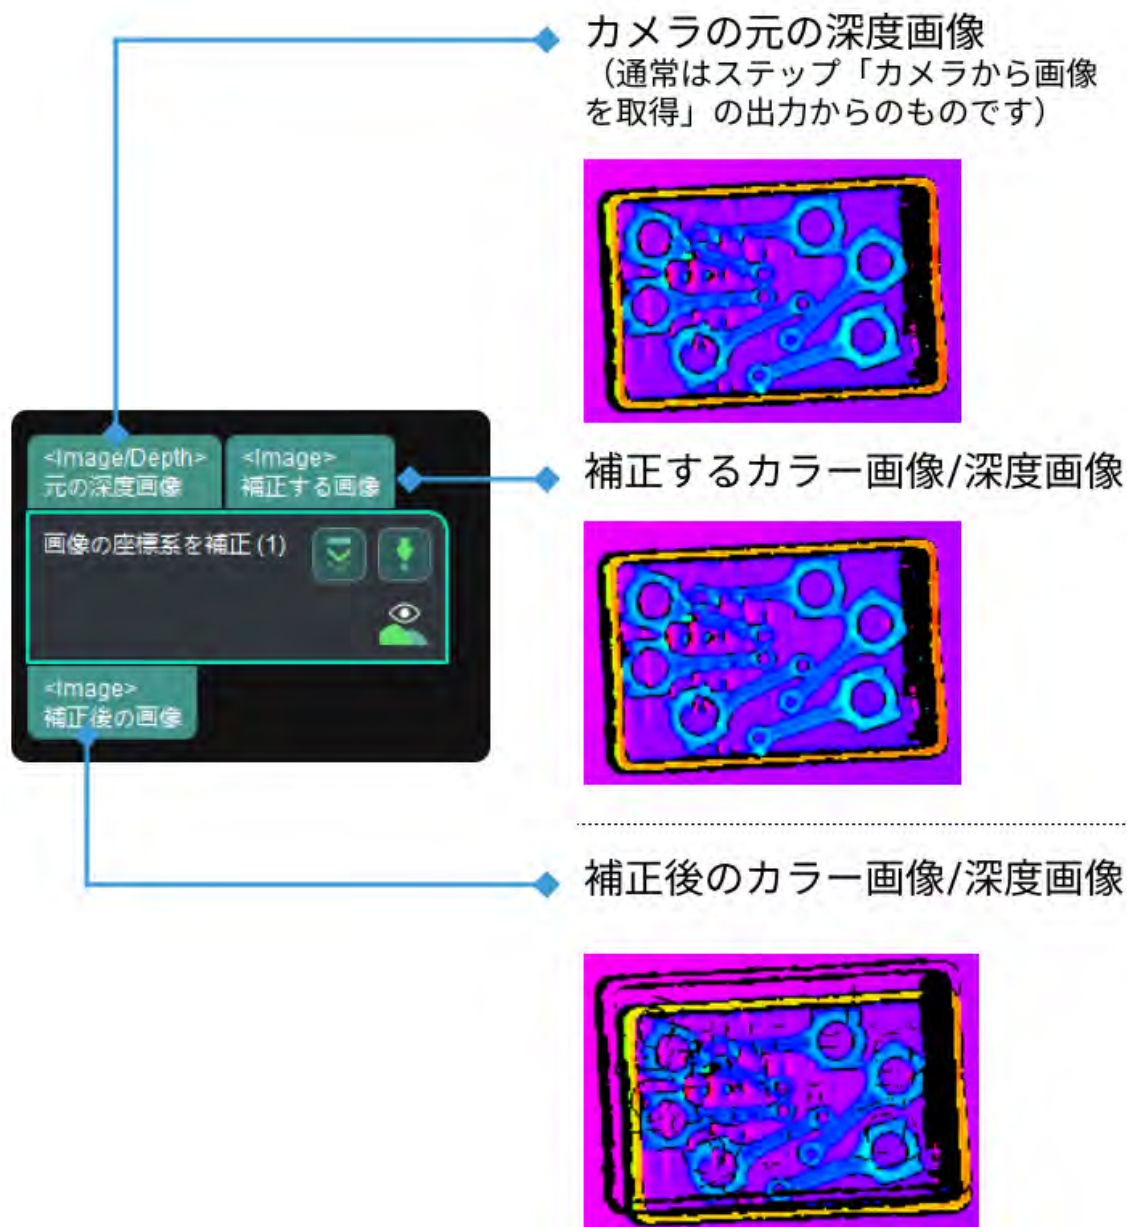 カメラの元の深度画像
（通常はステップ「カメラから画像
を取得」の出力からのものです）
<Image/Depth>
元の深度画像
<Image>
補正する画像
補正するカラー画像/深度画像
画像の座標系を補正 (1)
<Image>
補正後の画像
補正後のカラー画像/深度画像